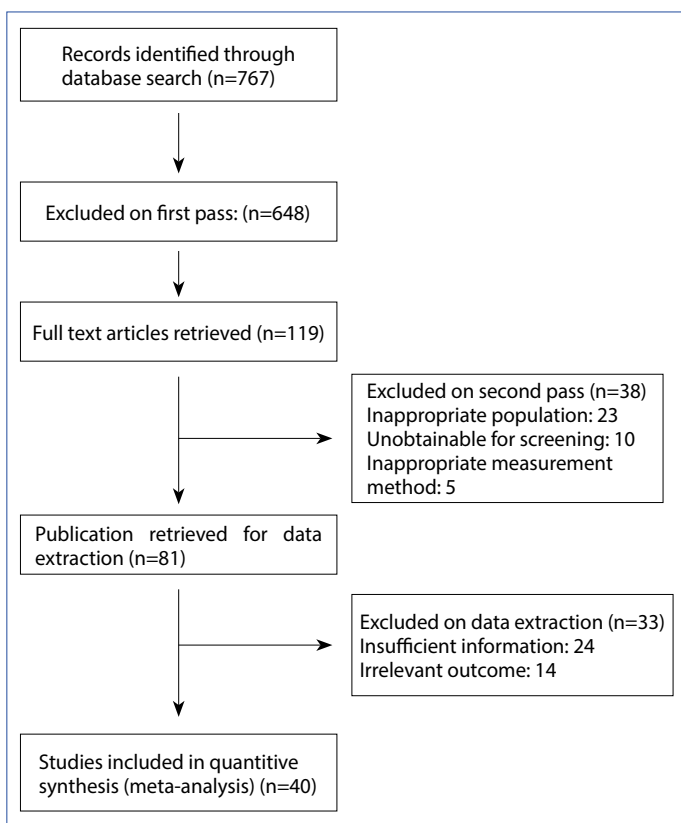 Records identified through
database search (n=767)
Excluded on first pass: (n=648)
Full text articles retrieved (n=119)
Excluded on second pass (n=38)
Inappropriate population: 23
Unobtainable for screening: 10
Inappropriate measurement
method: 5
Publication retrieved for data
extraction (n=81)
Excluded on data extraction (n=33)
Insufficient information: 24
Irrelevant outcome: 14
Studies included in quantitive
synthesis (meta-analysis) (n=40)